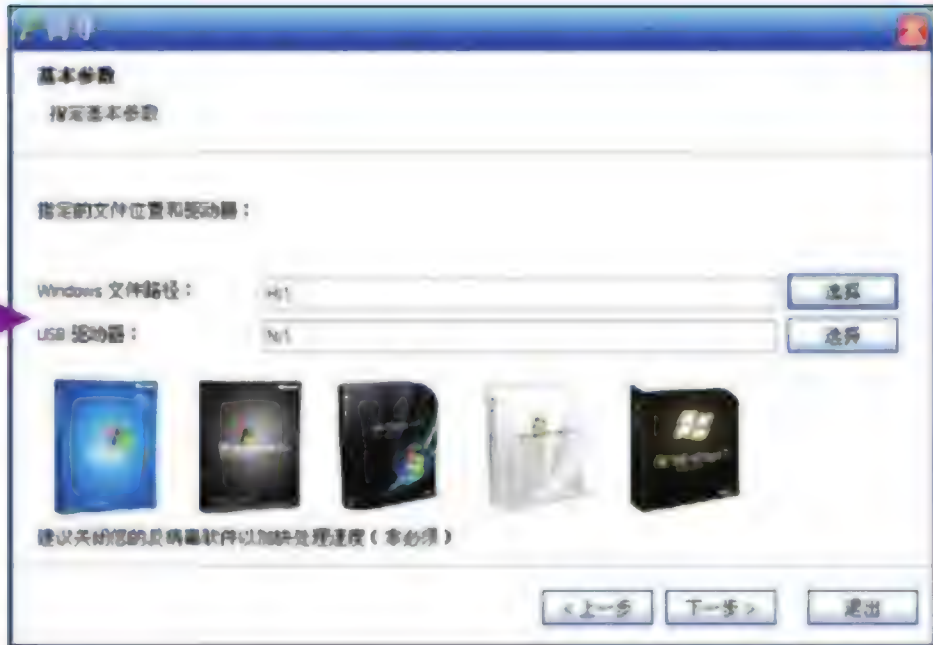 基本参数
指定基本参数
指定的文件位置和驱动器：
Windows 文件路径： 选择
USB 驱动器： 选择
建议关闭您的反病毒软件以加快处理速度（非必须）
<上一步 下一步> 退出